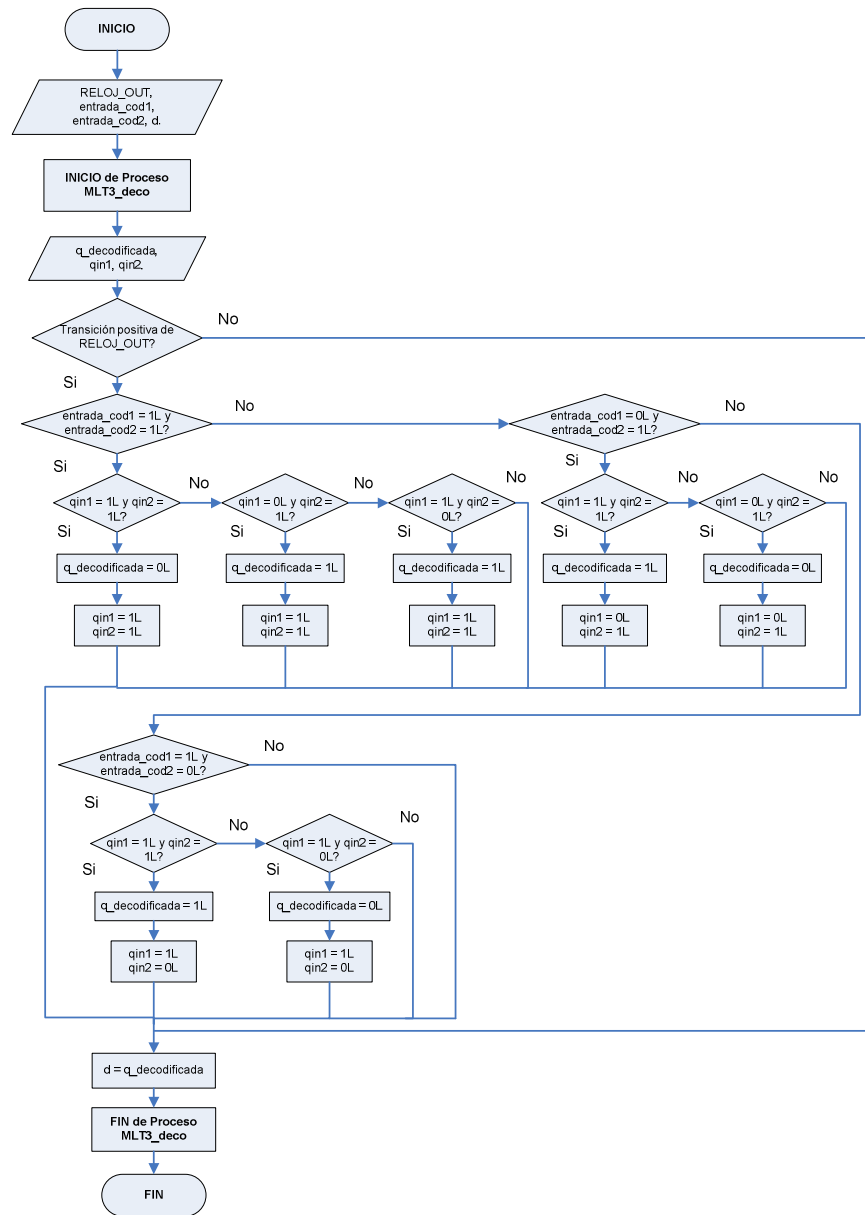 INICIO
RELOJ_OUT,
entrada_cod1,
entrada_cod2, d.
INICIO de Proceso
MLT3_deco
q_decodificada,
qin1, qin2.
Transición positiva de
RELOJ_OUT?
No
Si
entrada_cod1 = 1L y
entrada_cod2 = 1L?
No
entrada_cod1 = 0L y
entrada_cod2 = 1L?
No
Si
Si
qin1 = 1L y qin2 =
1L?
No
qin1 = 0L y qin2 =
1L?
No
qin1 = 1L y qin2 =
0L?
No
qin1 = 1L y qin2 =
1L?
No
qin1 = 0L y qin2 =
1L?
No
Si
Si
Si
Si
Si
q_decodificada = 0L
q_decodificada = 1L
q_decodificada = 1L
q_decodificada = 1L
q_decodificada = 0L
qin1 = 1L
qin2 = 1L
qin1 = 1L
qin2 = 1L
qin1 = 1L
qin2 = 1L
qin1 = 0L
qin2 = 1L
qin1 = 0L
qin2 = 1L
entrada_cod1 = 1L y
entrada_cod2 = 0L?
No
Si
qin1 = 1L y qin2 =
1L?
No
qin1 = 1L y qin2 =
0L?
No
Si
Si
q_decodificada = 1L
q_decodificada = 0L
qin1 = 1L
qin2 = 0L
qin1 = 1L
qin2 = 0L
d = q_decodificada
FIN de Proceso
MLT3_deco
FIN